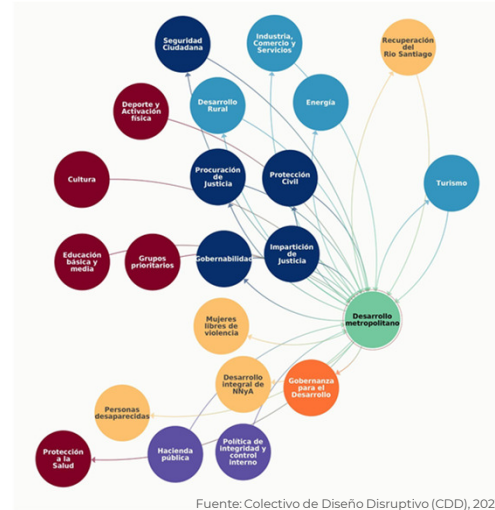 Seguridad
Ciudadana
Industria,
Comercio y
Servicios
Recuperación
del
Río Santiago
Deporte y
Activación
física
Desarrollo
Rural
Energía
Cultura
Procuración
de
Justicia
Protección
Civil
Turismo
Educación
básica y
media
Grupos
prioritarios
Gobernabilidad
Impartición
de
Justicia
Desarrollo
metropolitano
Mujeres
libres de
violencia
Desarrollo
integral de
NNyA
Gobernanza
para el
Desarrollo
Personas
desaparecidas
Protección
a la
Salud
Hacienda
pública
Política de
integridad y
control
interno
Fuente: Colectivo de Diseño Disruptivo (CDD), 202